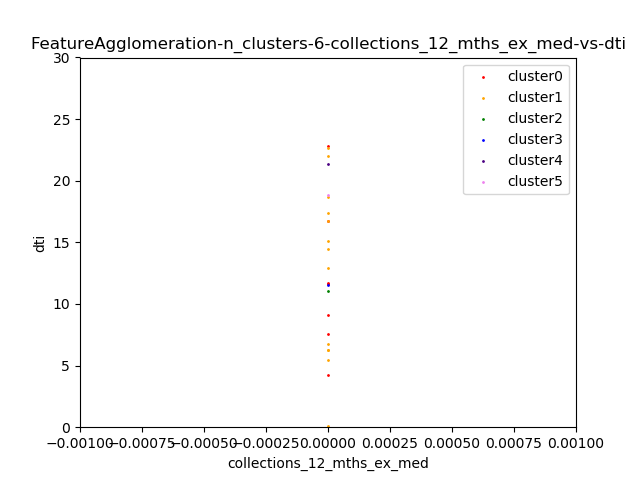 FeatureAgglomeration-n_clusters-6-collections_12_mths_ex_med-vs-dti
30
25
20
15
10
5
0
dti
cluster0
cluster1
cluster2
cluster3
cluster4
cluster5
−0.00100 −0.00075 −0.00050 −0.00025 0.00000 0.00025 0.00050 0.00075 0.00100
collections_12_mths_ex_med